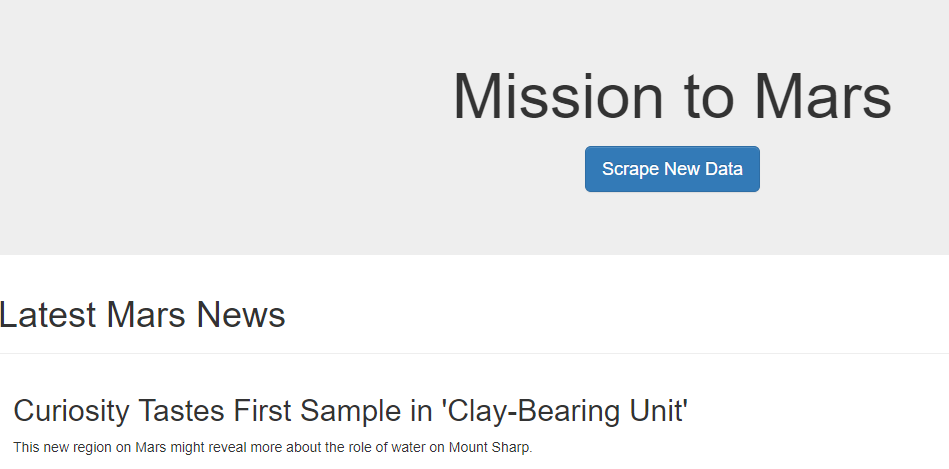 Mission to Mars
Scrape New Data
Latest Mars News
Curiosity Tastes First Sample in 'Clay-Bearing Unit'
This new region on Mars might reveal more about the role of water on Mount Sharp.